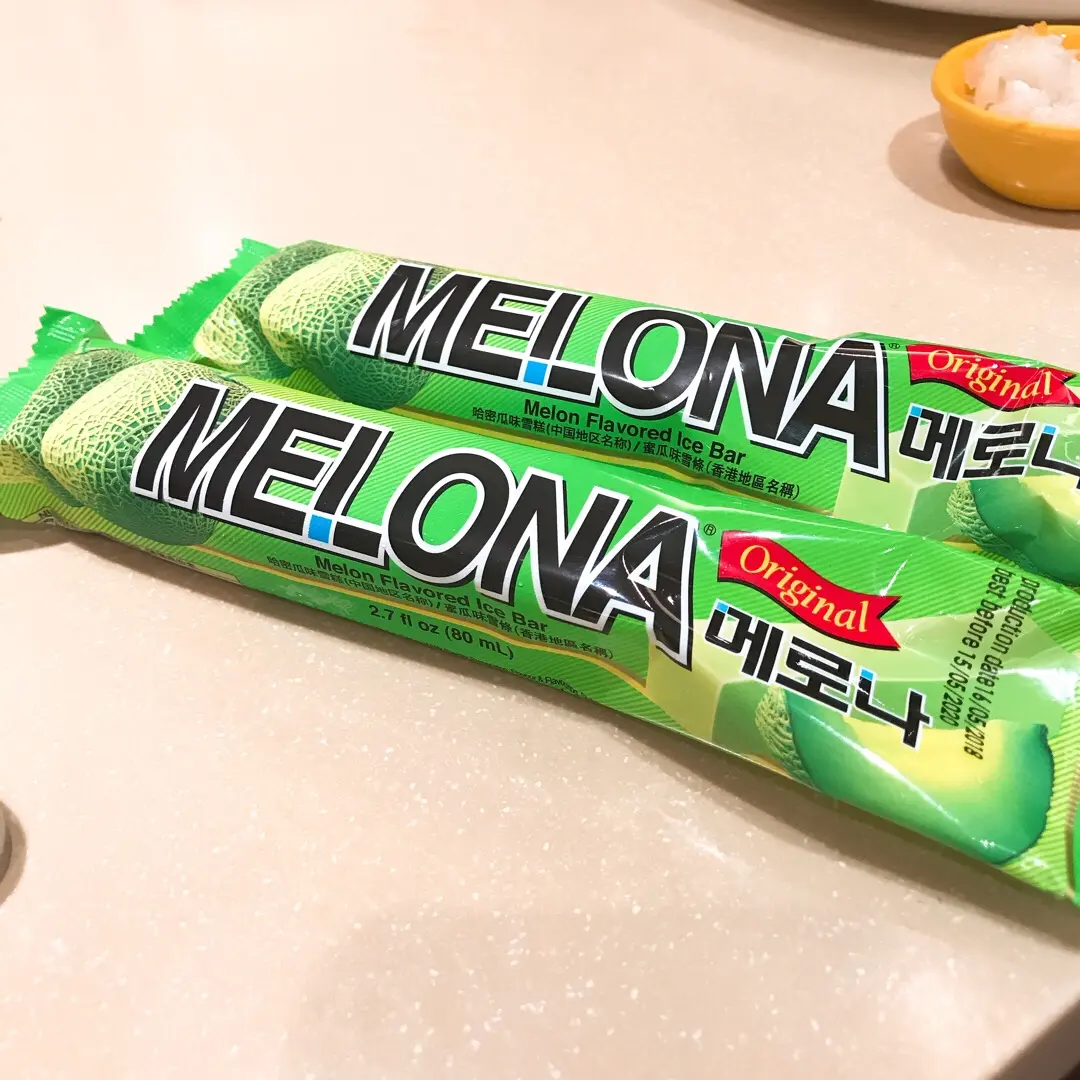 MELONA®
Original
Melon Flavored Ice Bar
哈密瓜味雪糕(中国地区名称) / 蜜瓜味雪條(香港地區名稱)
메로나
MELONA®
Original
Melon Flavored Ice Bar
哈密瓜味雪糕(中国地区名称) / 蜜瓜味雪條(香港地區名稱)
2.7 fl oz (80 mL)
메로나
production date 16/05/2018
best before 15/05/2020